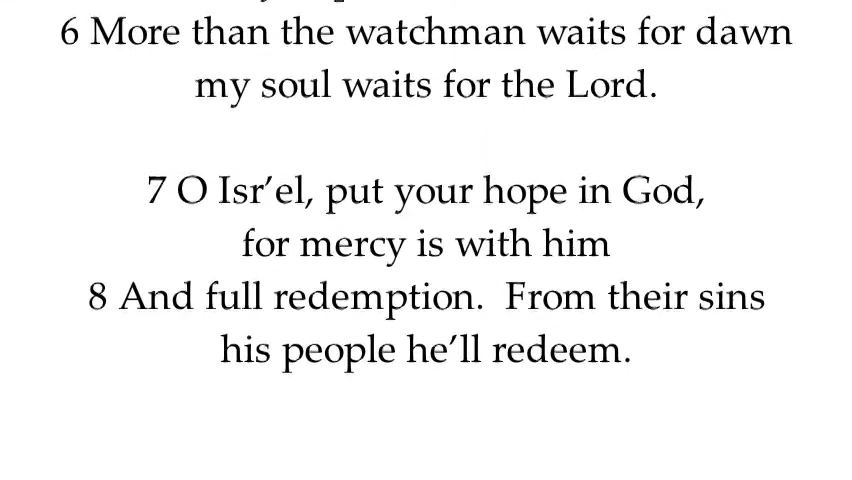 6 More than the watchman waits for dawn
my soul waits for the Lord.
7 O Isr’el, put your hope in God,
for mercy is with him
8 And full redemption.  From their sins
his people he’ll redeem.